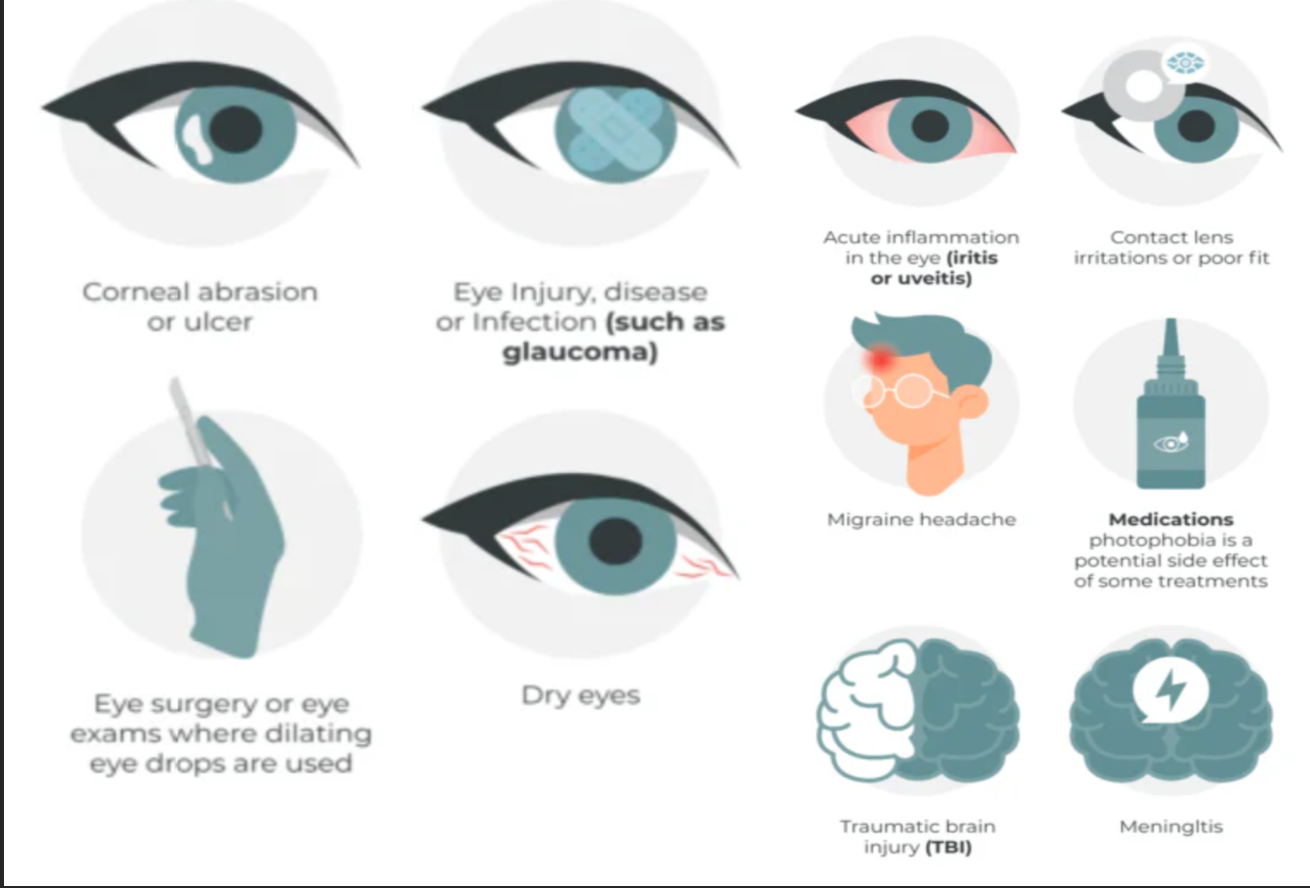 Corneal abrasion
or ulcer
Eye Injury, disease
or Infection (such as
glaucoma)
Acute inflammation
in the eye (iritis
or uveitis)
Contact lens
irritations or poor fit
Migraine headache
Medications
photophobia is a
potential side effect
of some treatments
Eye surgery or eye
exams where dilating
eye drops are used
Dry eyes
Traumatic brain
injury (TBI)
Meningltis